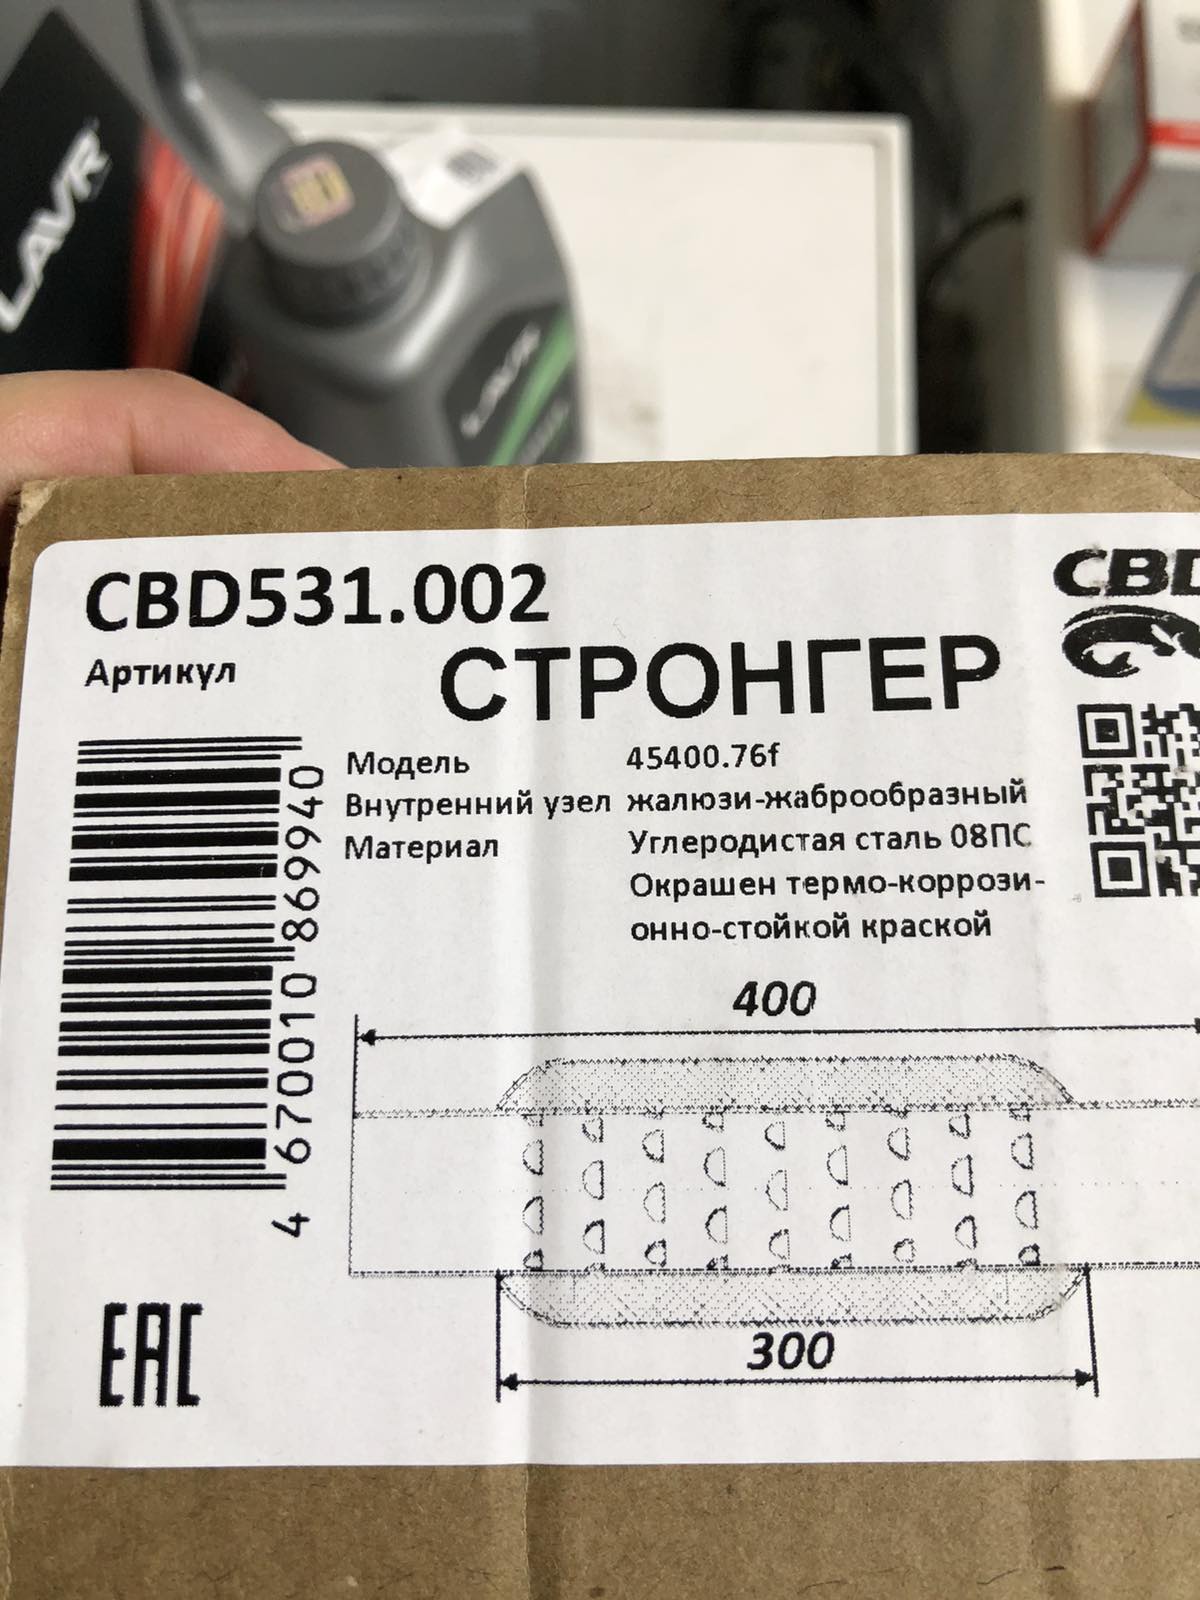 LAVR
LAVR
CBD531.002
Артикул
CBD
СТРОНГЕР
Модель 45400.76f
Внутренний узел жалюзи-жаброобразный
Материал Углеродистая сталь 08ПС
Окрашен термо-коррози-
онно-стойкой краской
4 670010 869940
400
300
EAC